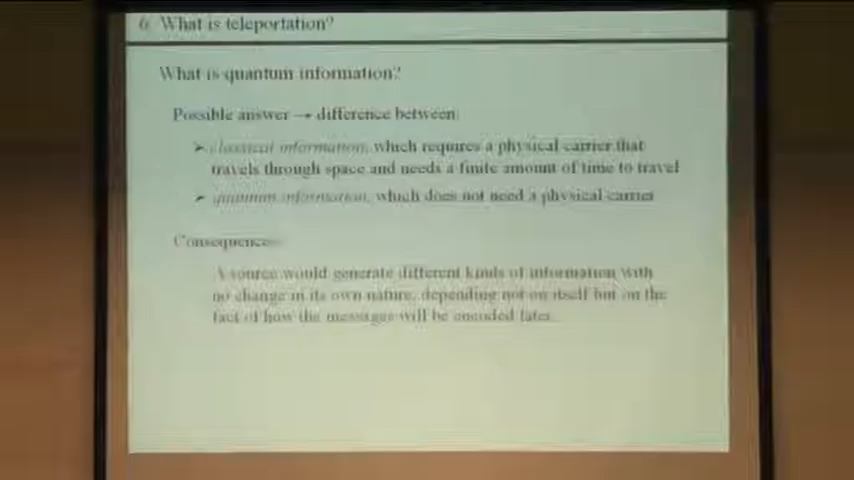 6. What is teleportation?
What is quantum information?
Possible answer → difference between:
➢ classical information, which requires a physical carrier that
travels through space and needs a finite amount of time to travel
➢ quantum information, which does not need a physical carrier
Consequences:
A source would generate different kinds of information with
no change in its own nature, depending not on itself but on the
fact of how the messages will be encoded later.